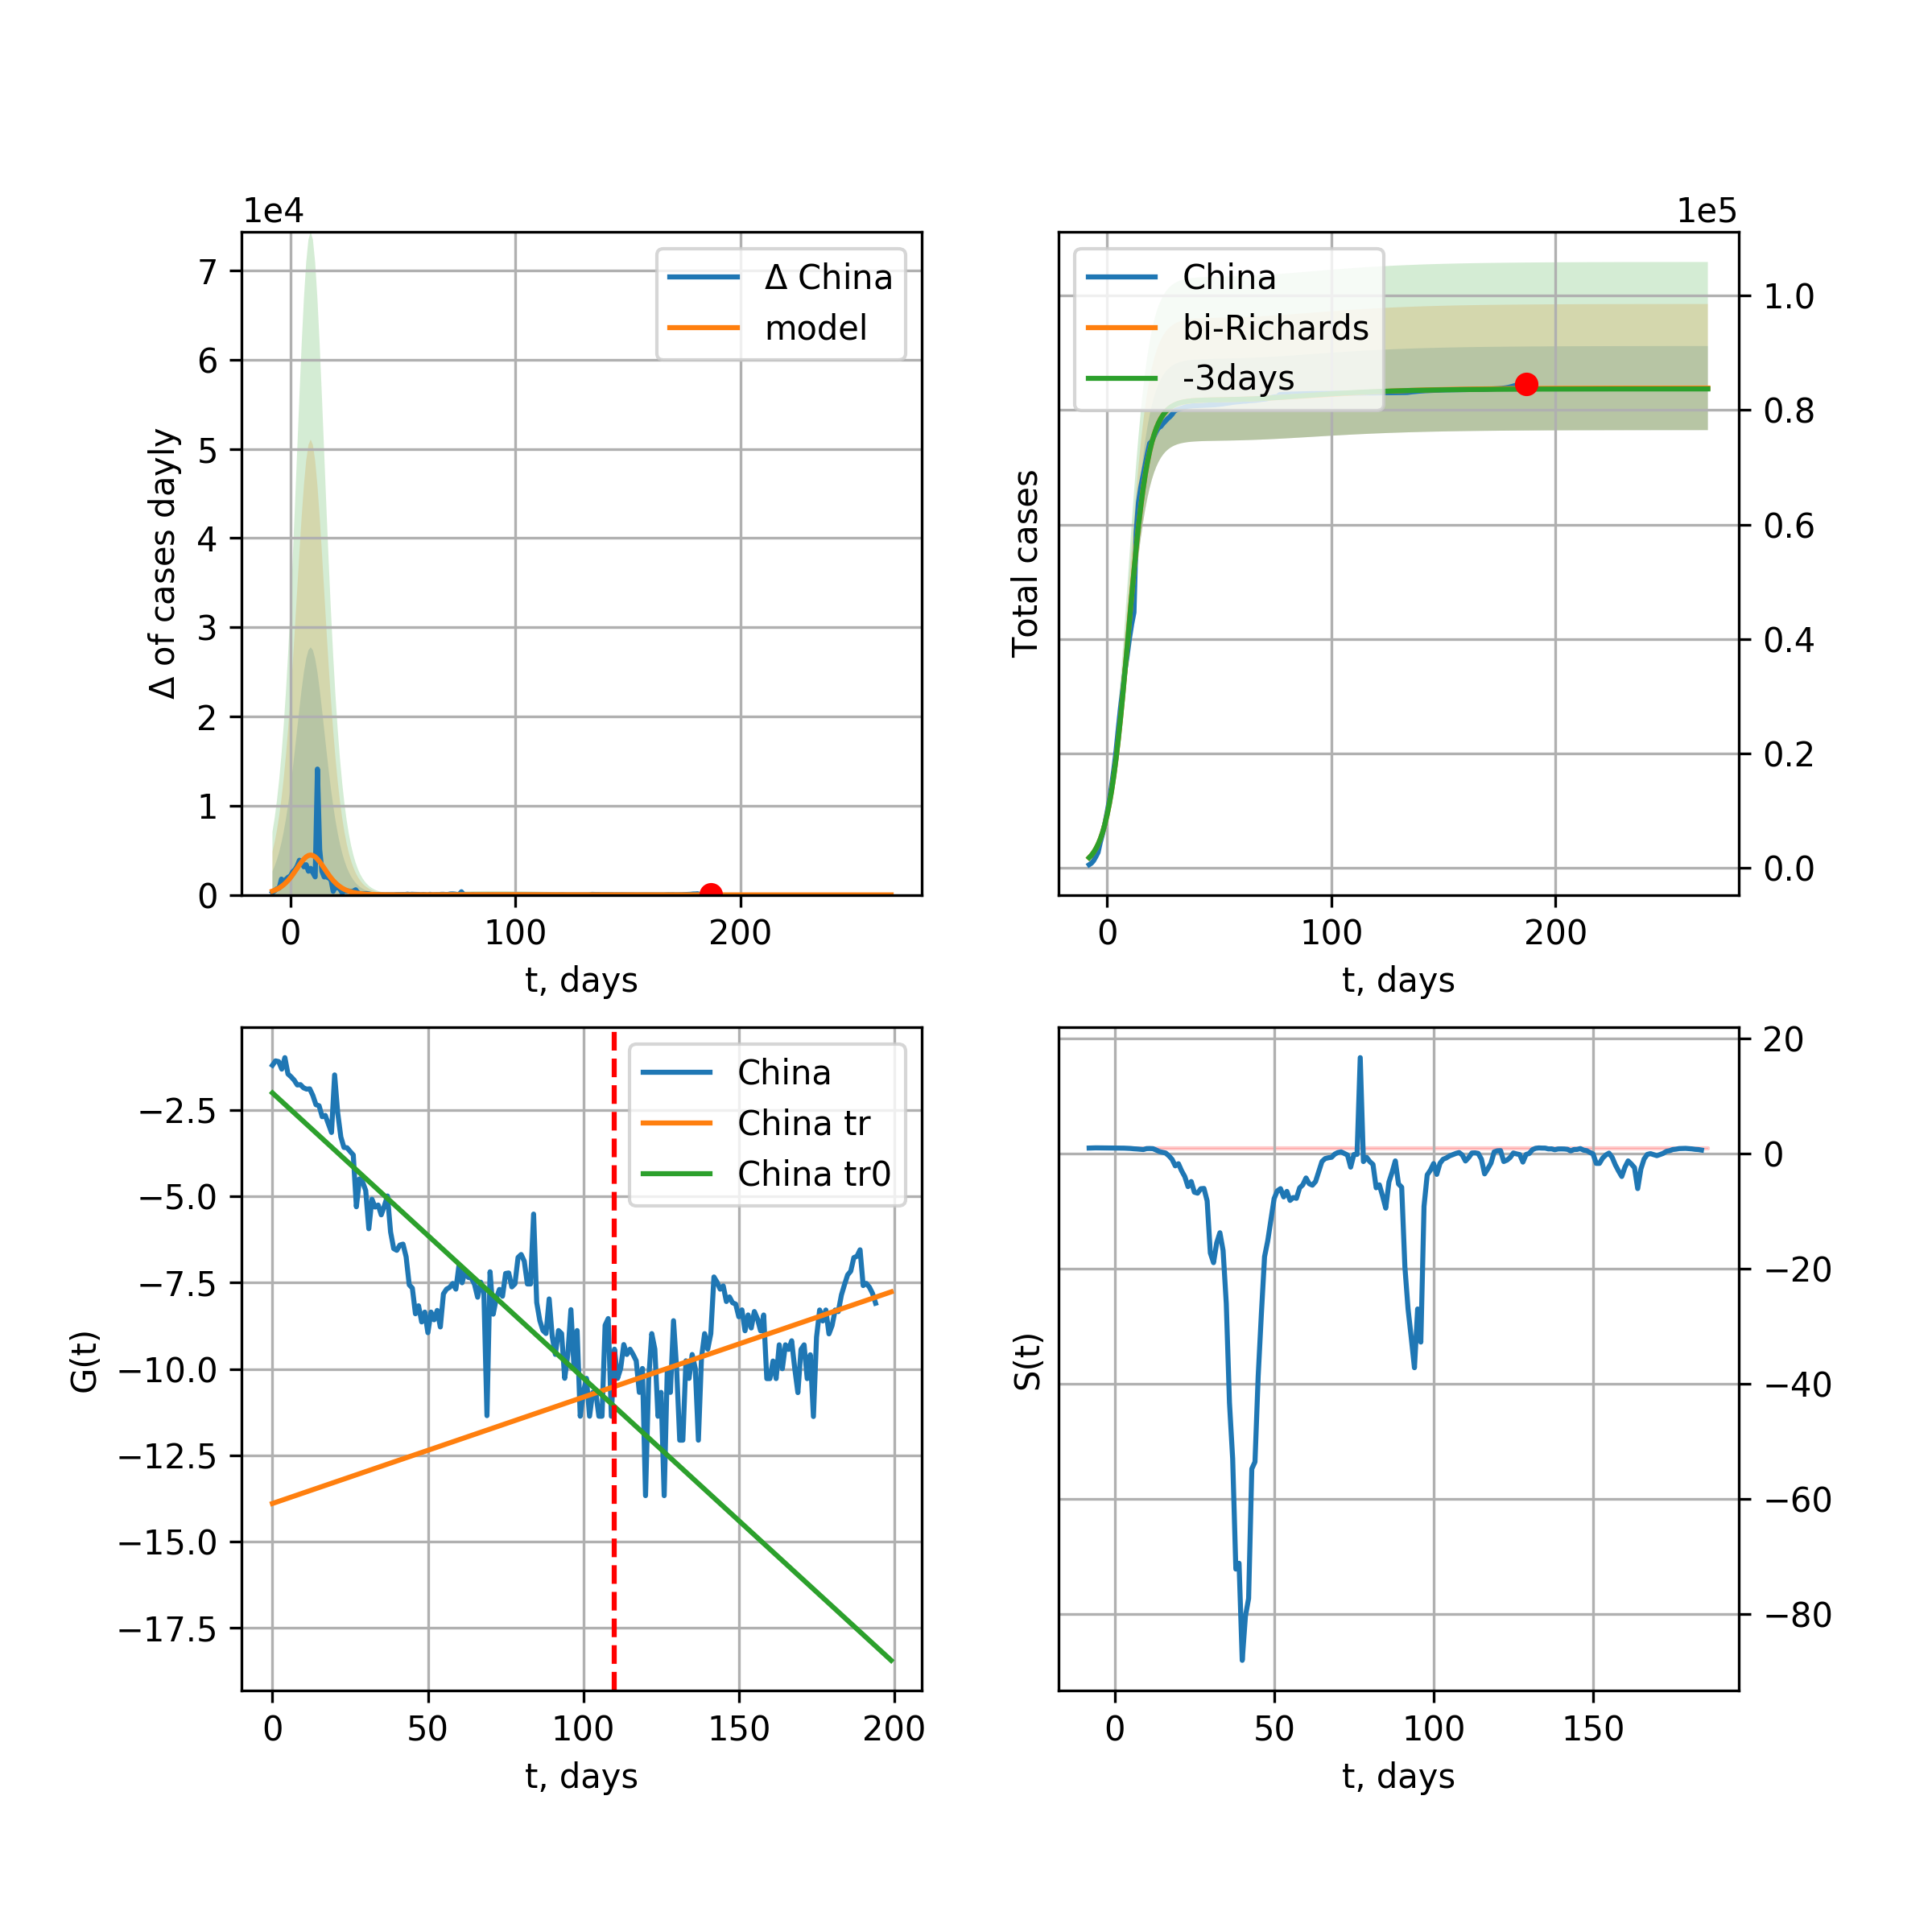 1e4
Δ China
model
7
6
5
4
3
2
1
0
Δ of cases dayly
0 100 200
t, days
1e5
China
bi-Richards
-3days
1.0
0.8
0.6
0.4
0.2
0.0
Total cases
0 100 200
t, days
China
China tr
China tr0
−2.5
−5.0
−7.5
−10.0
−12.5
−15.0
−17.5
G(t)
0 50 100 150 200
t, days
20
0
−20
−40
−60
−80
S(t)
0 50 100 150
t, days